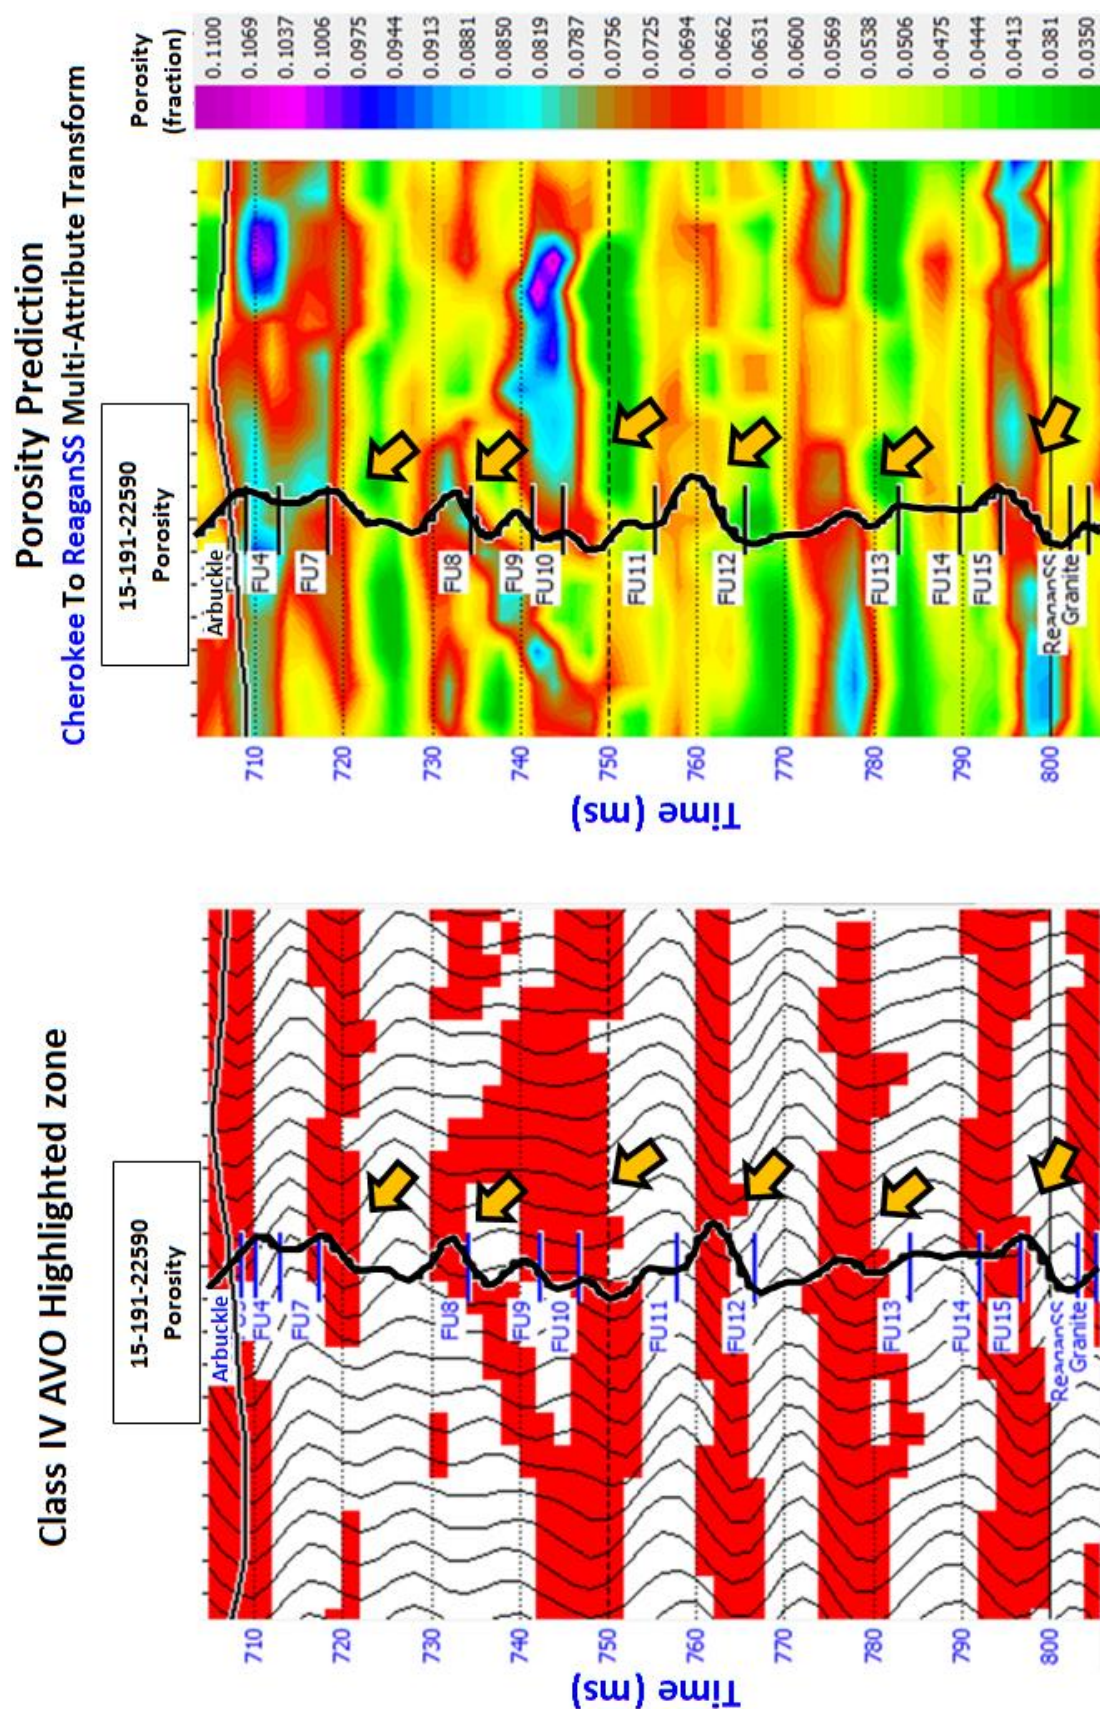 Class IV AVO Highlighted zone
15-191-22590
Porosity
Arbuckle
FU4
FU7
FU8
FU9
FU10
FU11
FU12
FU13
FU14
FU15
ReaganSS
Granite
710
720
730
740
750
760
770
780
790
800
Time (ms)
Porosity Prediction
Cherokee To ReaganSS Multi-Attribute Transform
15-191-22590
Porosity
Arbuckle
FU4
FU7
FU8
FU9
FU10
FU11
FU12
FU13
FU14
FU15
ReaganSS
Granite
710
720
730
740
750
760
770
780
790
800
Time (ms)
Porosity
(fraction)
0.1100
0.1069
0.1037
0.1006
0.0975
0.0944
0.0913
0.0881
0.0850
0.0819
0.0787
0.0756
0.0725
0.0694
0.0662
0.0631
0.0600
0.0569
0.0538
0.0506
0.0475
0.0444
0.0413
0.0381
0.0350